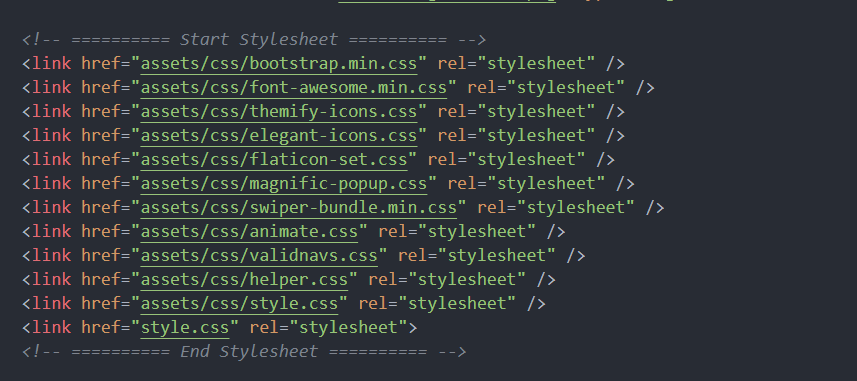 <!-- ========== Start Stylesheet ========== -->
<link href="assets/css/bootstrap.min.css" rel="stylesheet" />
<link href="assets/css/font-awesome.min.css" rel="stylesheet" />
<link href="assets/css/themify-icons.css" rel="stylesheet" />
<link href="assets/css/elegant-icons.css" rel="stylesheet" />
<link href="assets/css/flaticon-set.css" rel="stylesheet" />
<link href="assets/css/magnific-popup.css" rel="stylesheet" />
<link href="assets/css/swiper-bundle.min.css" rel="stylesheet" />
<link href="assets/css/animate.css" rel="stylesheet" />
<link href="assets/css/validnavs.css" rel="stylesheet" />
<link href="assets/css/helper.css" rel="stylesheet" />
<link href="assets/css/style.css" rel="stylesheet" />
<link href="style.css" rel="stylesheet">
<!-- ========== End Stylesheet ========== -->